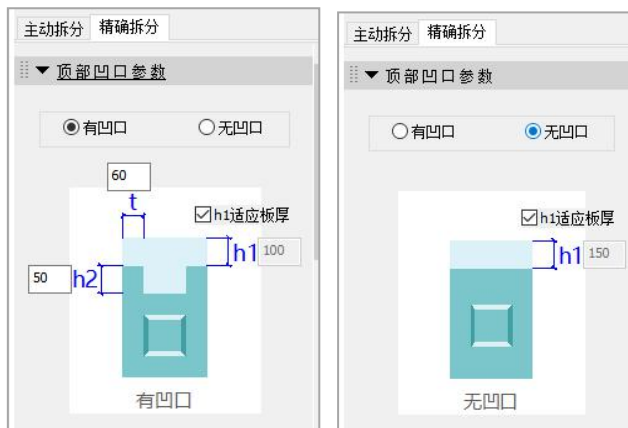 主动拆分 精确拆分
▼ 顶部凹口参数
有凹口 无凹口
60
t
h1适应板厚
h1 100
50 h2
有凹口
主动拆分 精确拆分
▼ 顶部凹口参数
有凹口 无凹口
h1适应板厚
h1 150
无凹口